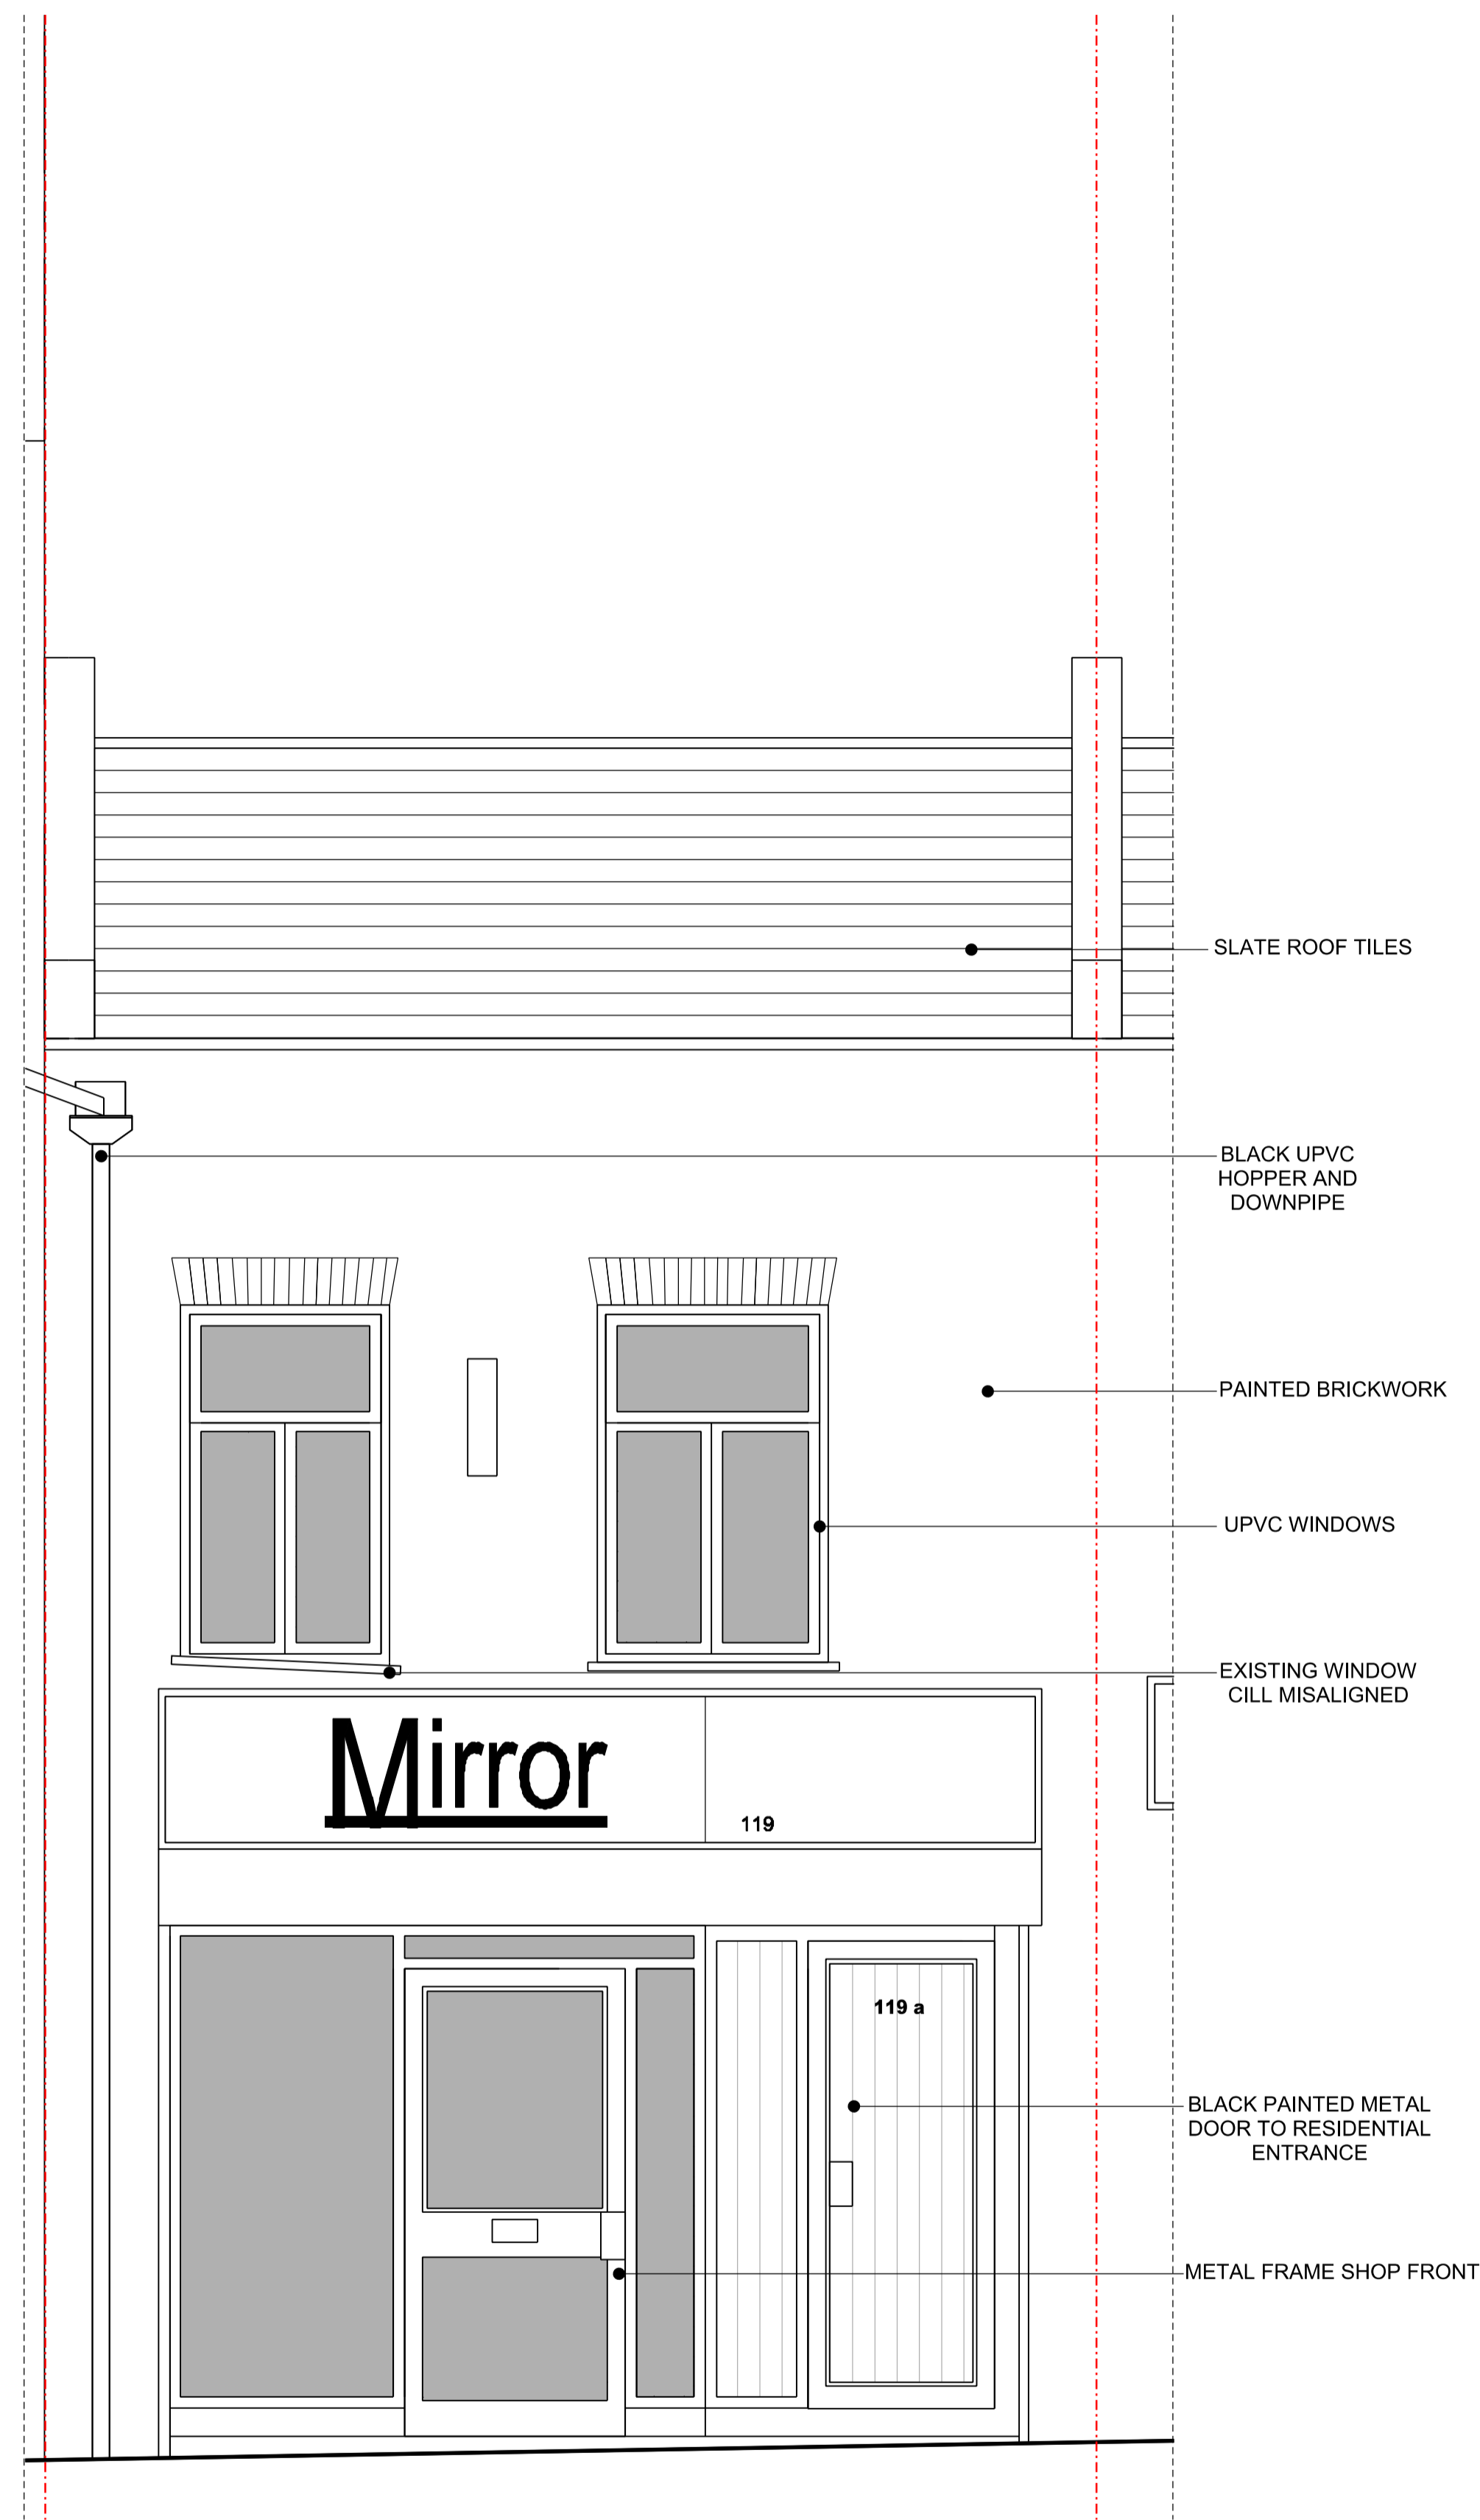 SLATE ROOF TILES
BLACK UPVC
HOPPER AND
DOWNPIPE
PAINTED BRICKWORK
UPVC WINDOWS
EXISTING WINDOW
CILL MISALIGNED
Mirror
119
119 a
BLACK PAINTED METAL
DOOR TO RESIDENTIAL
ENTRANCE
METAL FRAME SHOP FRONT